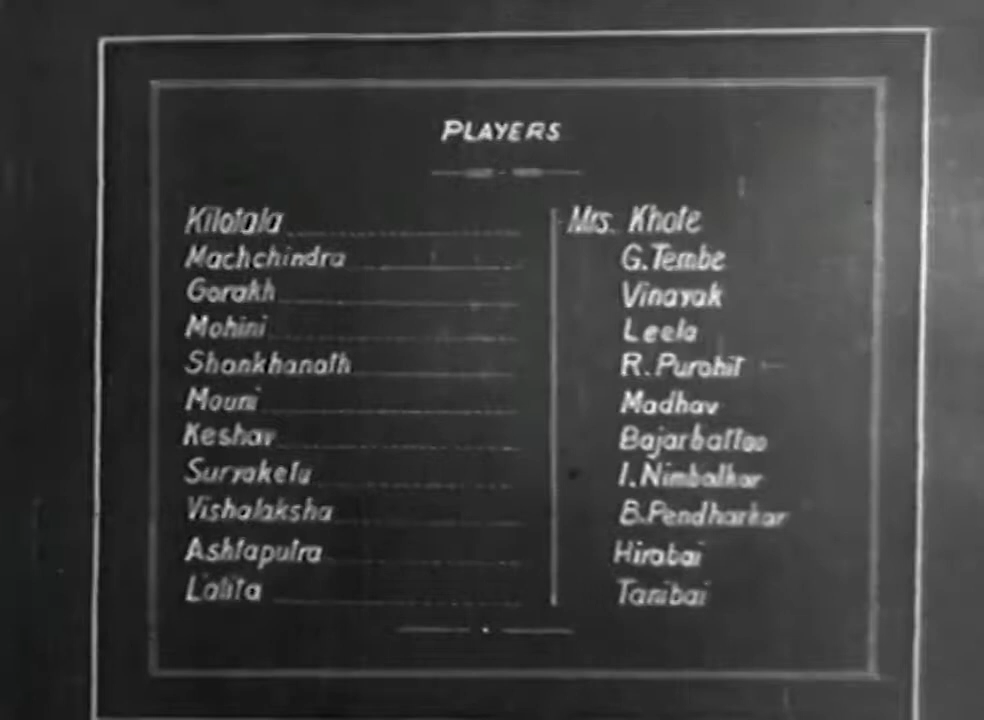 PLAYERS
Kilotala Mrs. Khote
Machchindra G. Tembe
Gorakh Vinayak
Mohini Leela
Shankhanath R. Purohit
Mouni Madhav
Keshav Bajarbattoo
Suryaketu I. Nimbalkar
Vishalaksha B. Pendharkar
Ashtaputra Hirabai
Lalita Tanibai